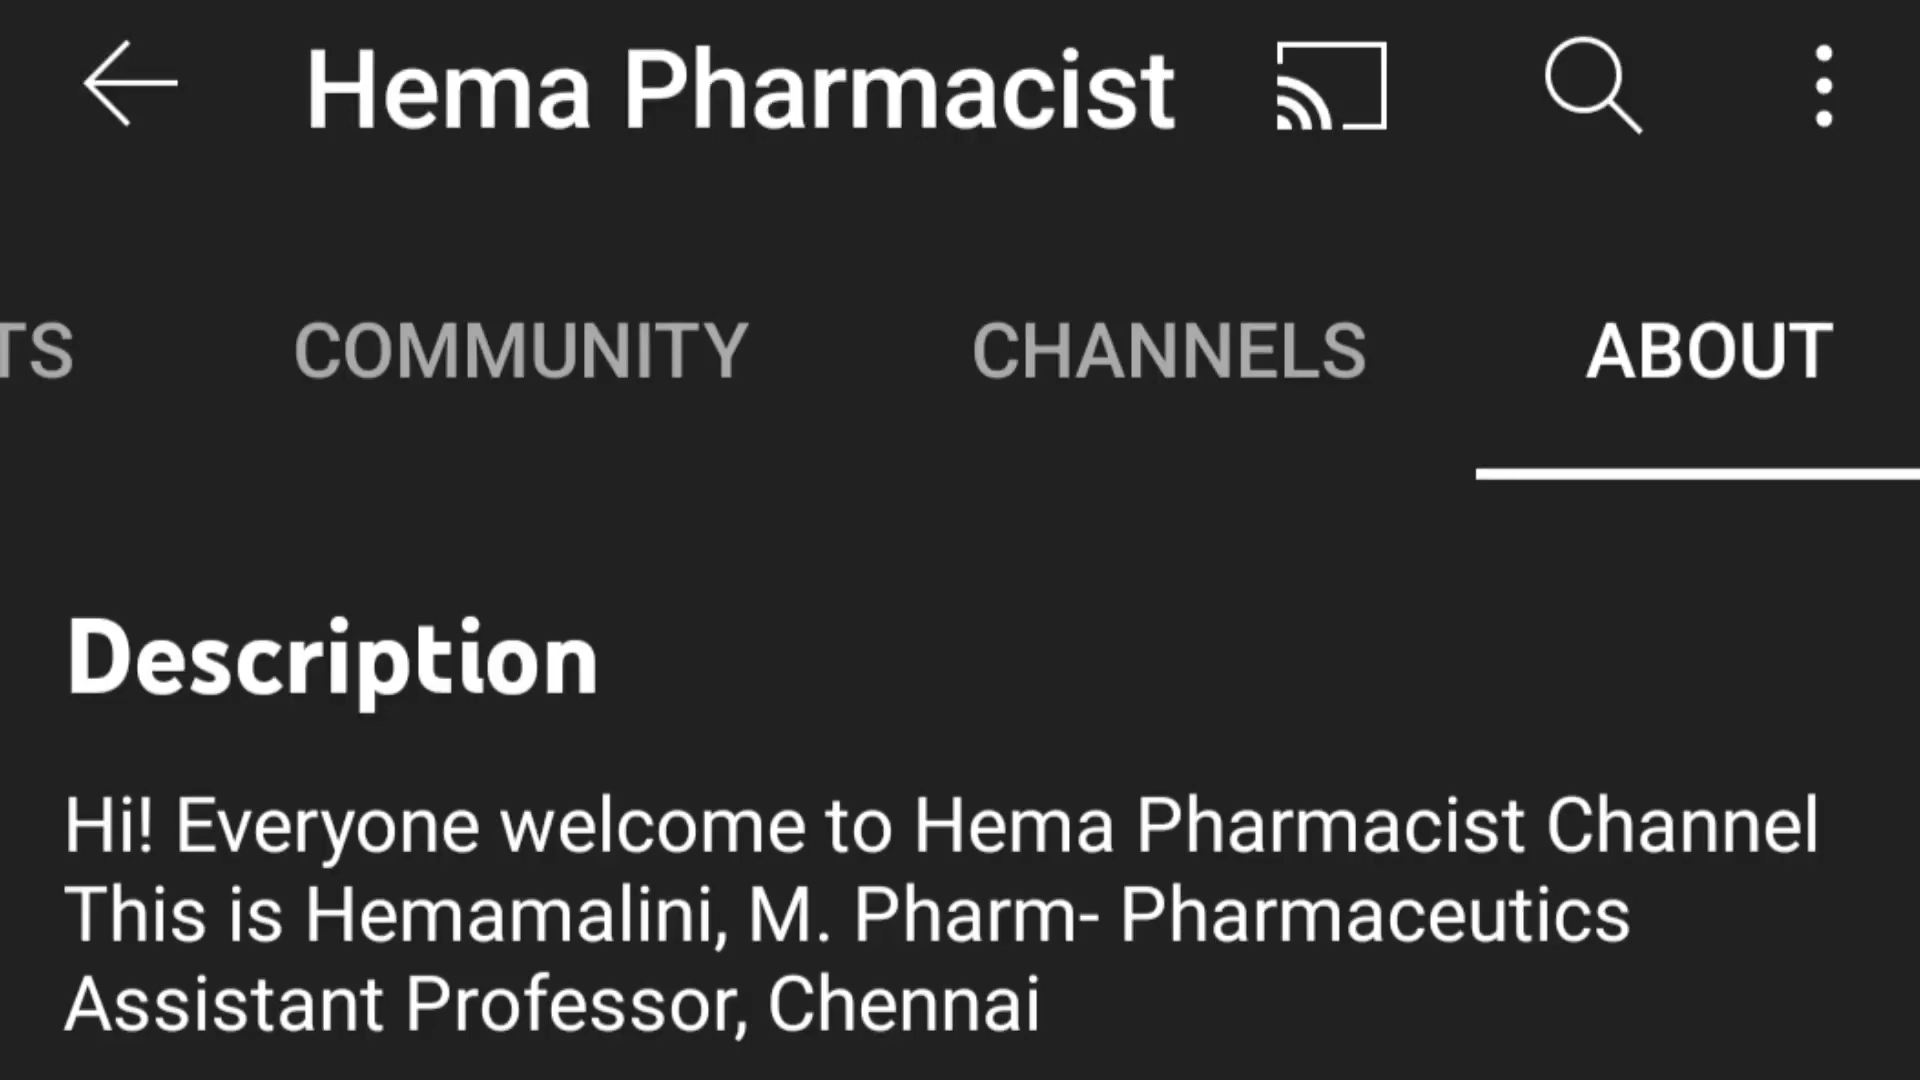 Hema Pharmacist
TS COMMUNITY CHANNELS ABOUT
Description
Hi! Everyone welcome to Hema Pharmacist Channel
This is Hemamalini, M. Pharm- Pharmaceutics
Assistant Professor, Chennai